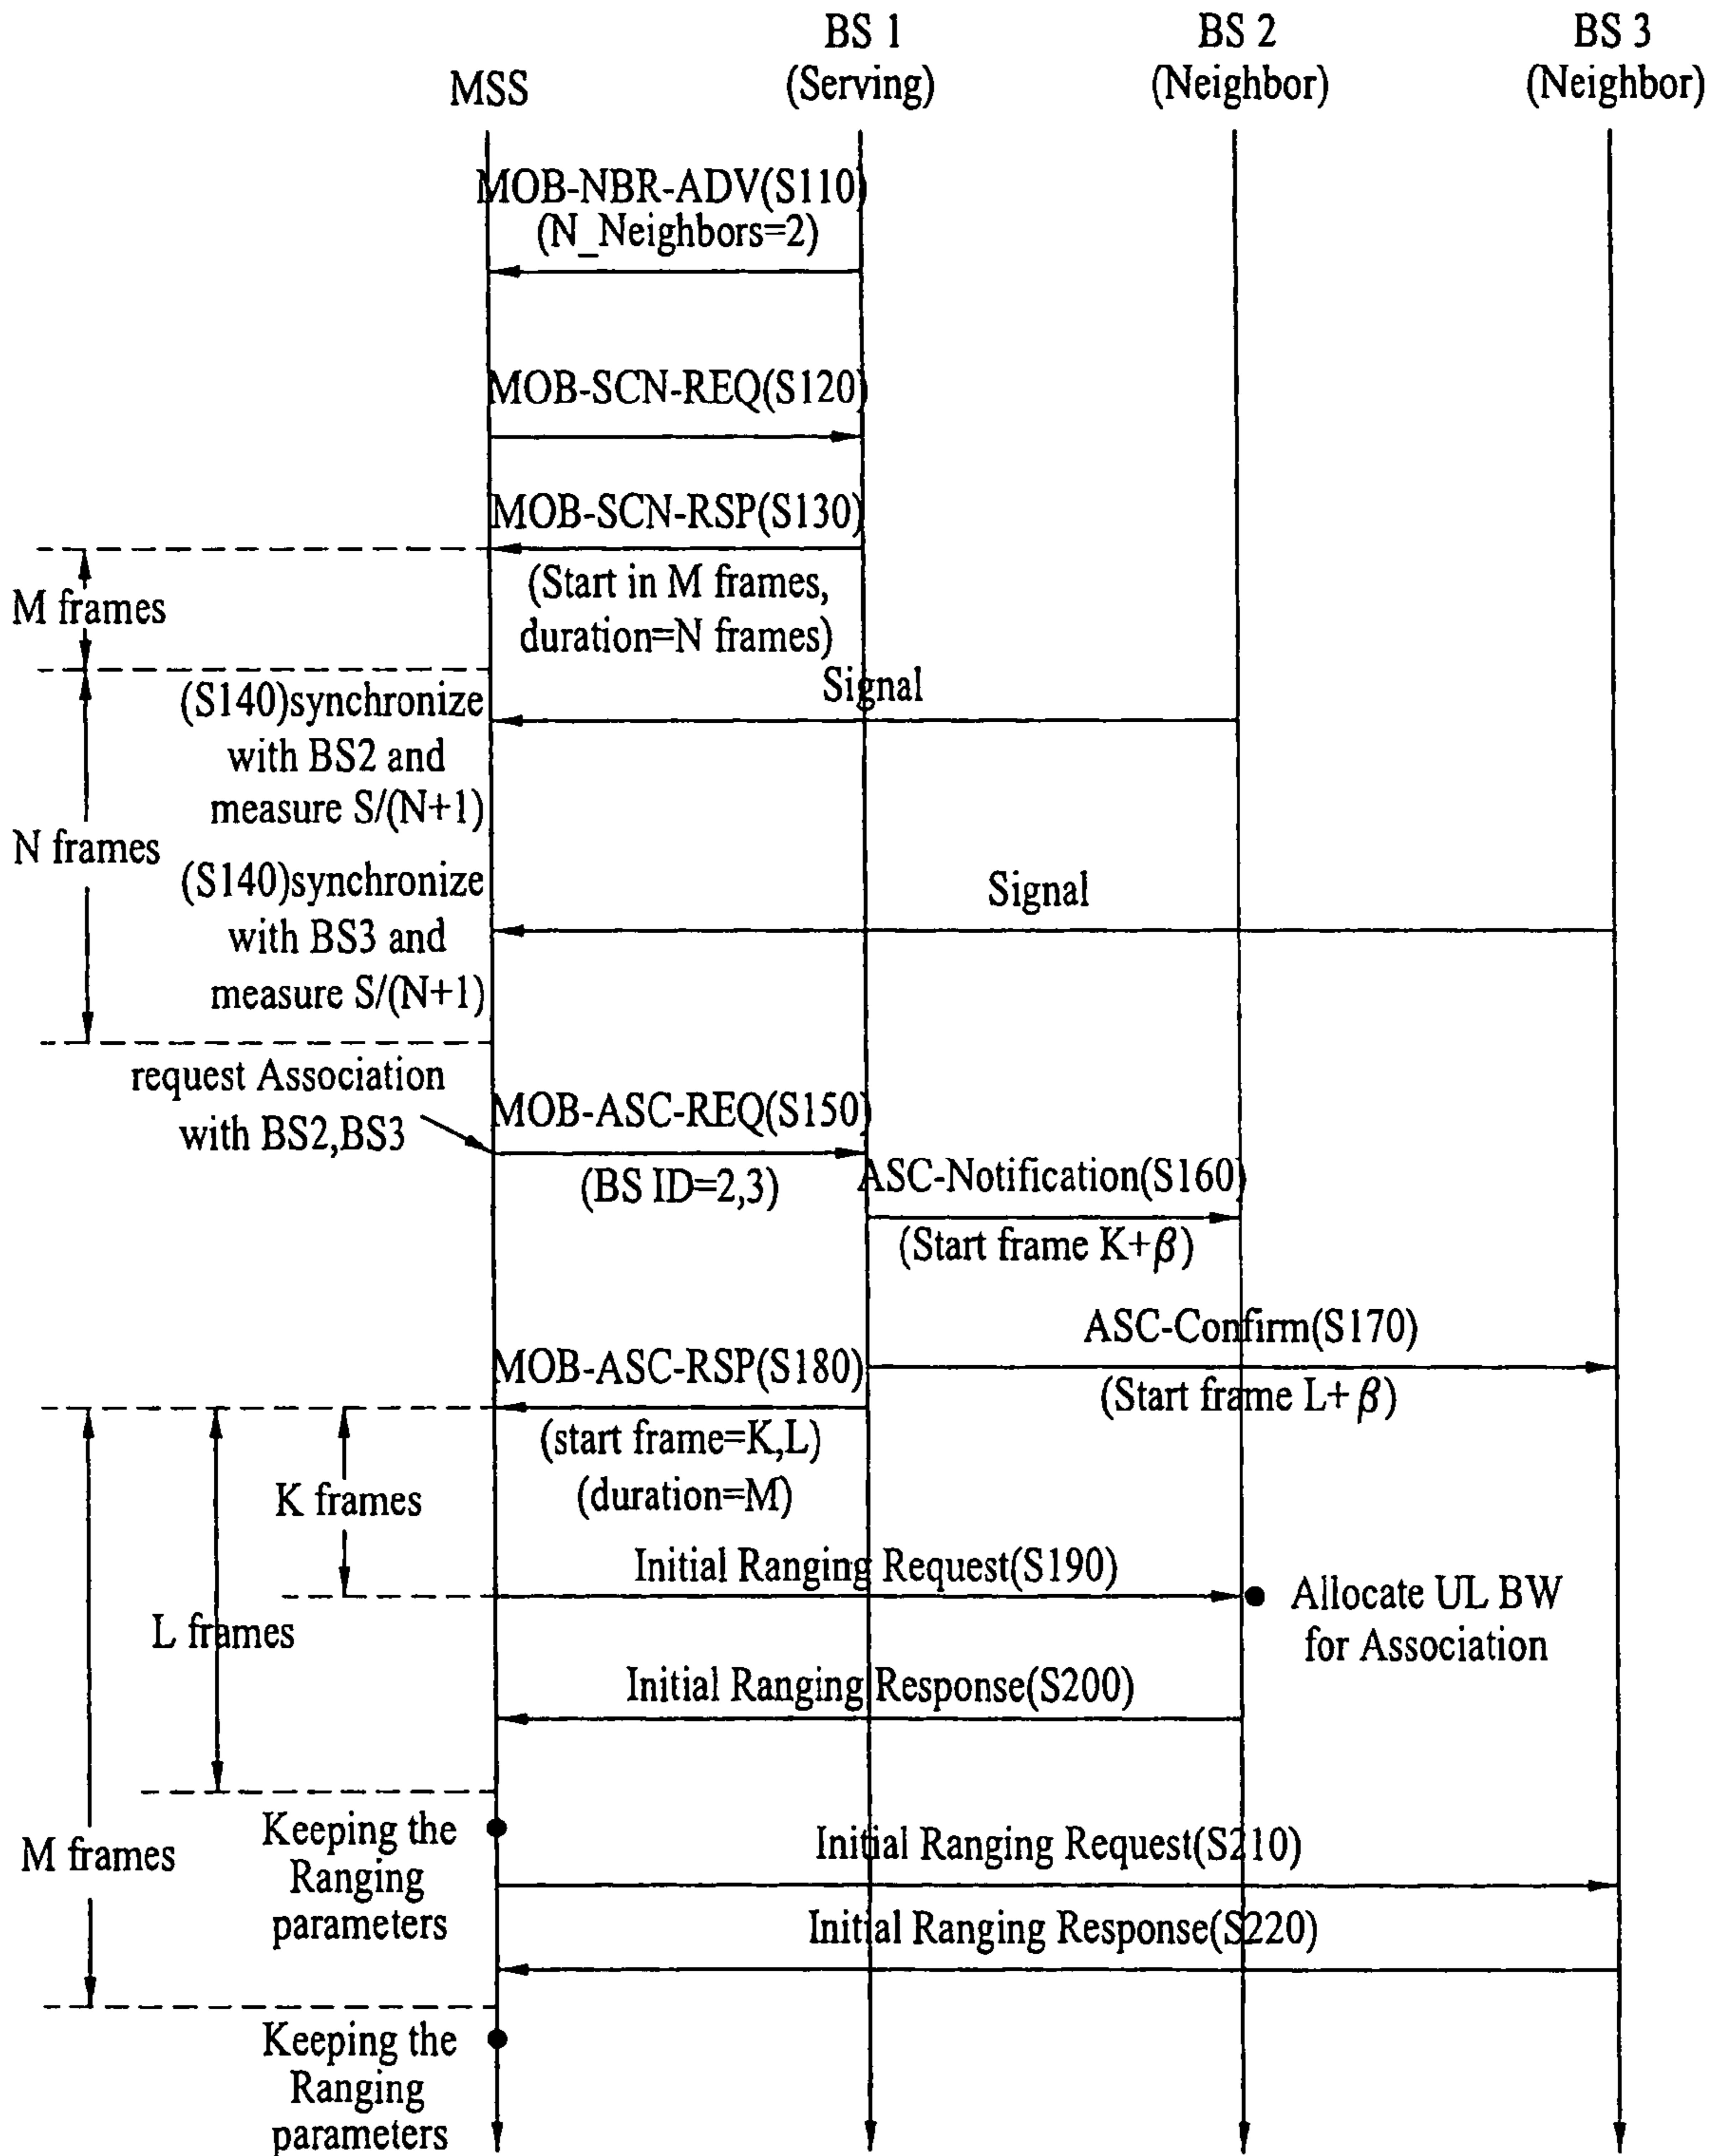 BS 1
(Serving)
BS 2
(Neighbor)
BS 3
(Neighbor)
MSS
MOB-NBR-ADV(S110)
(N_Neighbors=2)
MOB-SCN-REQ(S120)
MOB-SCN-RSP(S130)
(Start in M frames,
duration=N frames)
M frames
N frames
Signal
(S140)synchronize
with BS2 and
measure S/(N+1)
(S140)synchronize
with BS3 and
measure S/(N+1)
Signal
request Association
with BS2,BS3
MOB-ASC-REQ(S150)
(BS ID=2,3)
ASC-Notification(S160)
(Start frame K+β)
ASC-Confirm(S170)
(Start frame L+β)
MOB-ASC-RSP(S180)
(start frame=K,L)
(duration=M)
K frames
L frames
M frames
Initial Ranging Request(S190)
Allocate UL BW
for Association
Initial Ranging Response(S200)
Keeping the
Ranging
parameters
Initial Ranging Request(S210)
Initial Ranging Response(S220)
Keeping the
Ranging
parameters